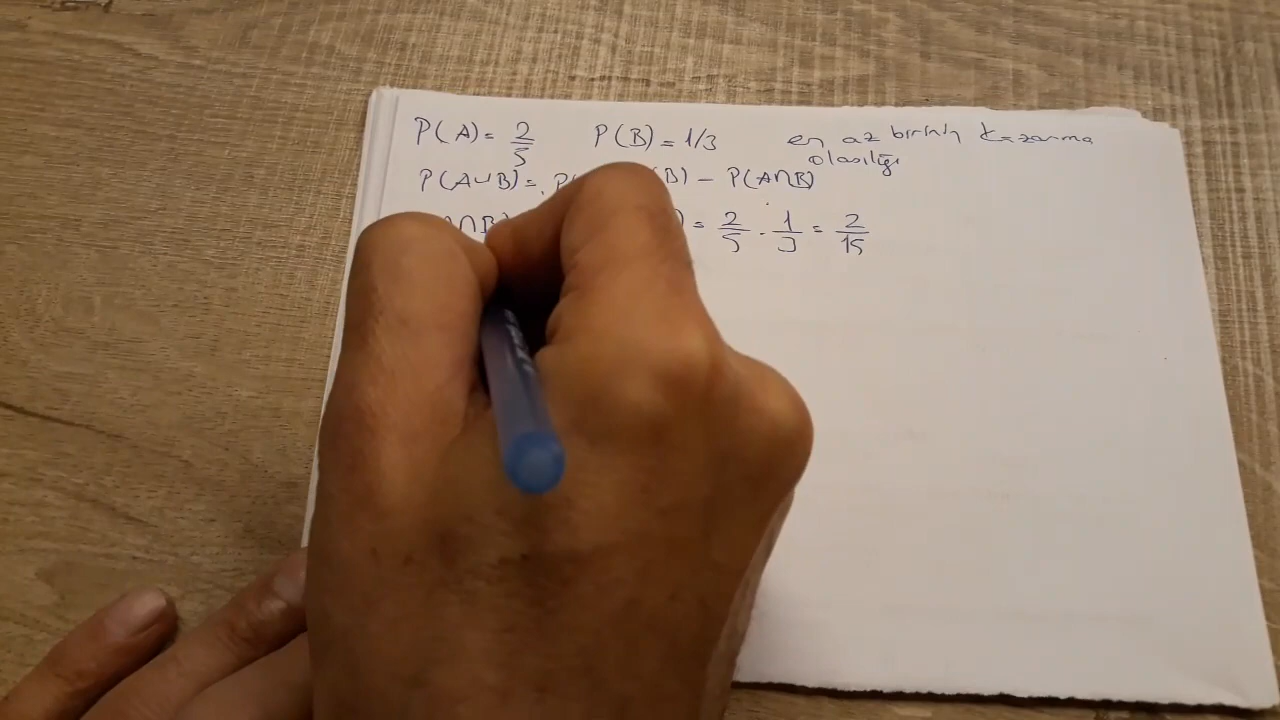 P(A) = 2/5 P(B) = 1/3 en az birinin kazanma
olasılığı
P(A∪B) = P( B) - P(A∩B)
∩B) ) = 2/5 . 1/3 = 2/15